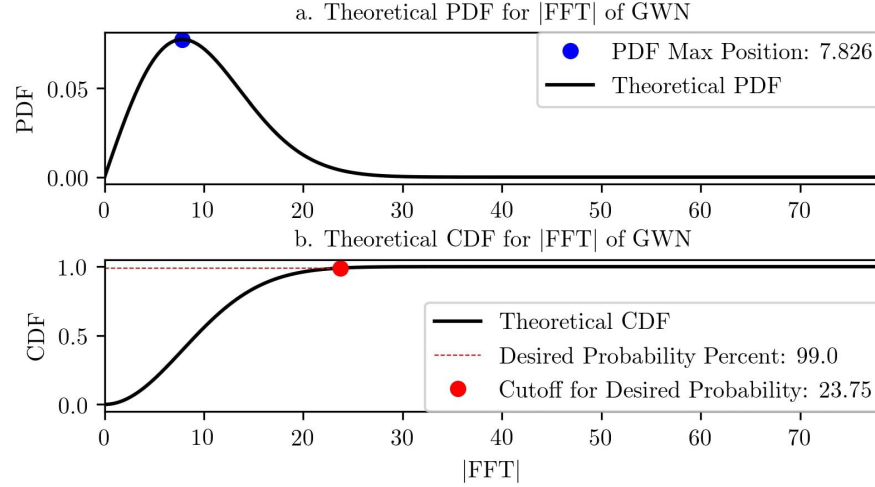 a. Theoretical PDF for |FFT| of GWN
PDF
0.05
0.00
PDF Max Position: 7.826
Theoretical PDF
0 10 20 30 40 50 60 70
b. Theoretical CDF for |FFT| of GWN
CDF
1.0
0.5
0.0
Theoretical CDF
Desired Probability Percent: 99.0
Cutoff for Desired Probability: 23.75
0 10 20 30 40 50 60 70
|FFT|